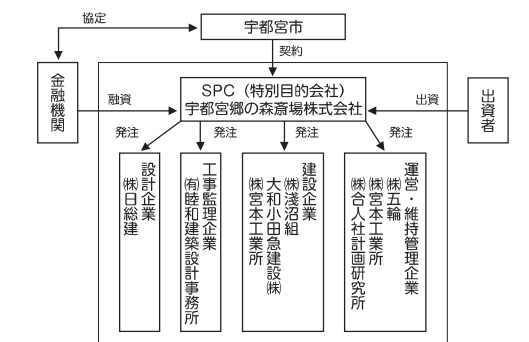 協定
宇都宮市
契約
金融機関
融資
SPC（特別目的会社）
宇都宮郷の森斎場株式会社
出資
出資者
発注
発注
発注
発注
設計企業
㈱日総建
工事監理企業
㈲睦和建築設計事務所
建設企業
㈱淺沼組
大和小田急建設㈱
㈱宮本工業所
運営・維持管理企業
㈱五輪
㈱宮本工業所
㈱合人社計画研究所